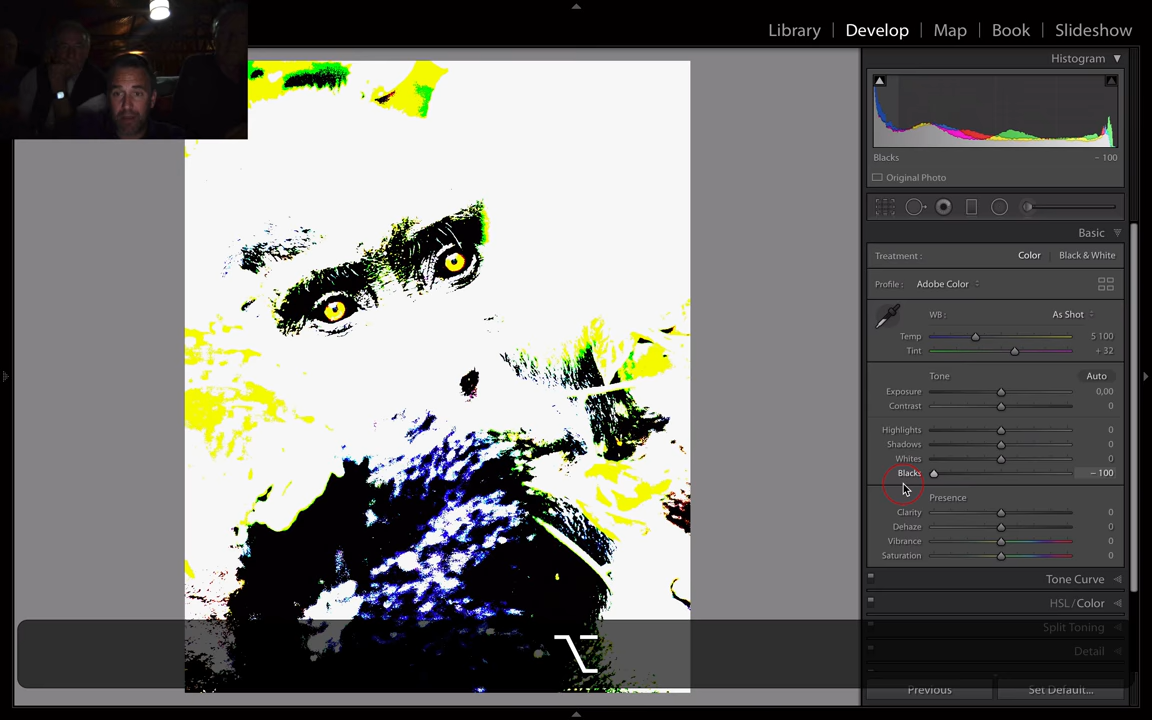 Library | Develop | Map | Book | Slideshow
Histogram
Blacks – 100
Original Photo
Basic
Treatment : Color Black & White
Profile : Adobe Color
WB : As Shot
Temp 5 100
Tint + 32
Tone Auto
Exposure 0,00
Contrast 0
Highlights 0
Shadows 0
Whites 0
Blacks – 100
Presence
Clarity 0
Dehaze 0
Vibrance 0
Saturation 0
Tone Curve
HSL / Color
Split Toning
Detail
⌥
Previous Set Default...